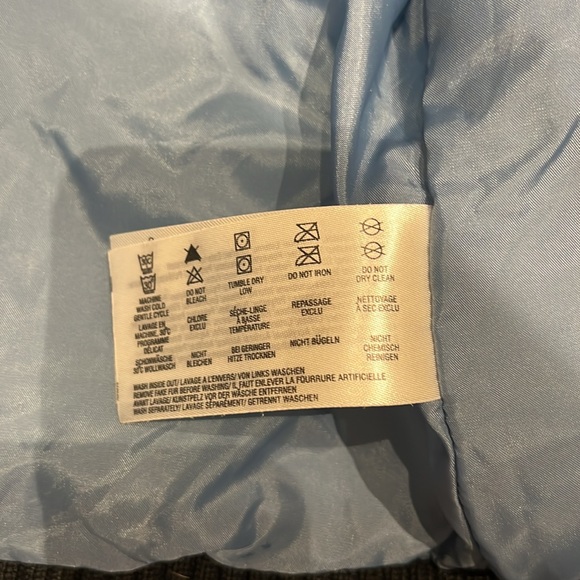 MACHINE
WASH COLD
GENTLE CYCLE
DO NOT
BLEACH
TUMBLE DRY
LOW
DO NOT IRON
DO NOT
DRY CLEAN
LAVAGE EN
MACHINE, 30°C
PROGRAMME
DÉLICAT
CHLORE
EXCLU
SÈCHE-LINGE
À BASSE
TEMPÉRATURE
REPASSAGE
EXCLU
NETTOYAGE
À SEC EXCLU
SCHONWÄSCHE
30°C WOLLWASCH
NICHT
BLEICHEN
BEI GERINGER
HITZE TROCKNEN
NICHT BÜGELN
NICHT
CHEMISCH
REINIGEN
WASH INSIDE OUT/ LAVAGE A L'ENVERS/ VON LINKS WASCHEN
REMOVE FAKE FUR BEFORE WASHING/ IL FAUT ENLEVER LA FOURRURE ARTIFICIELLE
AVANT LAVAGE/ KUNSTPELZ VOR DER WÄSCHE ENTFERNEN
WASH SEPARATELY/ LAVAGE SÉPARÉMENT/ GETRENNT WASCHEN